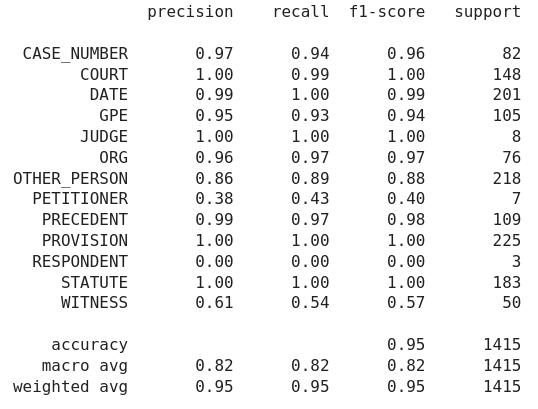 precision recall f1-score support
CASE_NUMBER 0.97 0.94 0.96 82
COURT 1.00 0.99 1.00 148
DATE 0.99 1.00 0.99 201
GPE 0.95 0.93 0.94 105
JUDGE 1.00 1.00 1.00 8
ORG 0.96 0.97 0.97 76
OTHER_PERSON 0.86 0.89 0.88 218
PETITIONER 0.38 0.43 0.40 7
PRECEDENT 0.99 0.97 0.98 109
PROVISION 1.00 1.00 1.00 225
RESPONDENT 0.00 0.00 0.00 3
STATUTE 1.00 1.00 1.00 183
WITNESS 0.61 0.54 0.57 50
accuracy 0.95 1415
macro avg 0.82 0.82 0.82 1415
weighted avg 0.95 0.95 0.95 1415